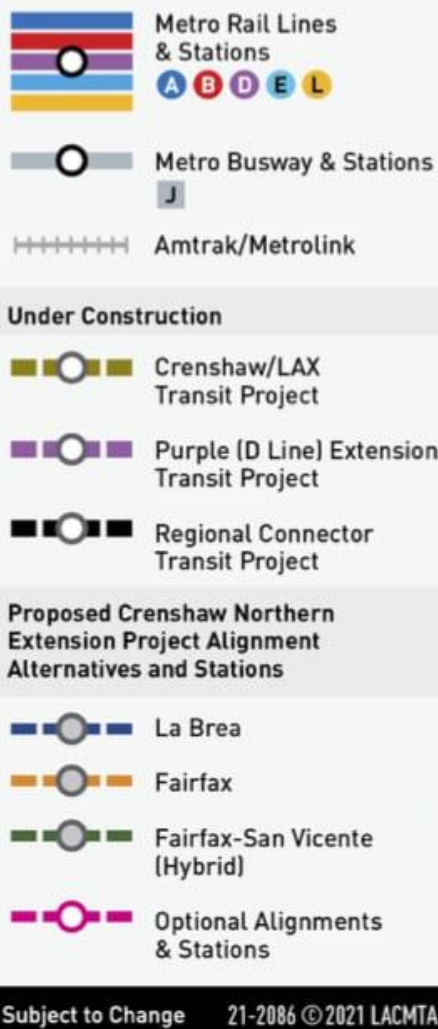 Metro Rail Lines
& Stations
A B D E L
Metro Busway & Stations
J
Amtrak/Metrolink
Under Construction
Crenshaw/LAX
Transit Project
Purple (D Line) Extension
Transit Project
Regional Connector
Transit Project
Proposed Crenshaw Northern
Extension Project Alignment
Alternatives and Stations
La Brea
Fairfax
Fairfax-San Vicente
(Hybrid)
Optional Alignments
& Stations
Subject to Change 21-2086 © 2021 LACMTA